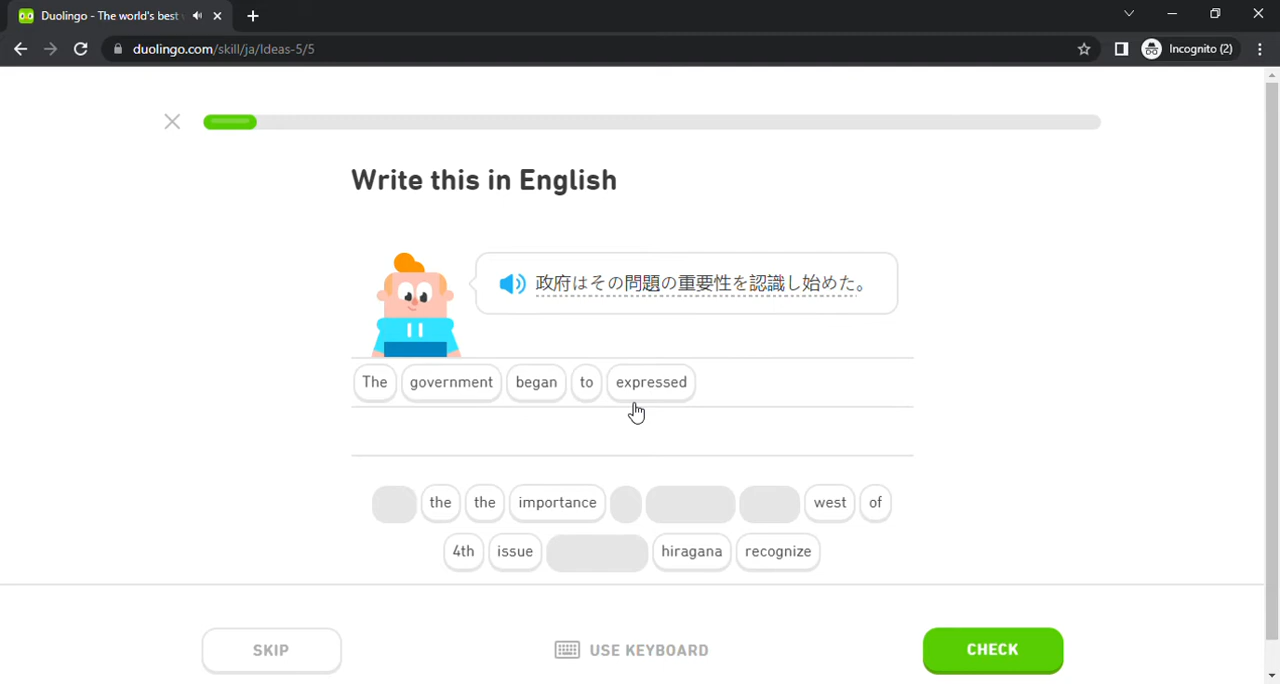 Duolingo - The world's best
duolingo.com/skill/ja/Ideas-5/5
Incognito (2)
Write this in English
政府はその問題の重要性を認識し始めた。
The government began to expressed
the the importance west of
4th issue hiragana recognize
SKIP
USE KEYBOARD
CHECK